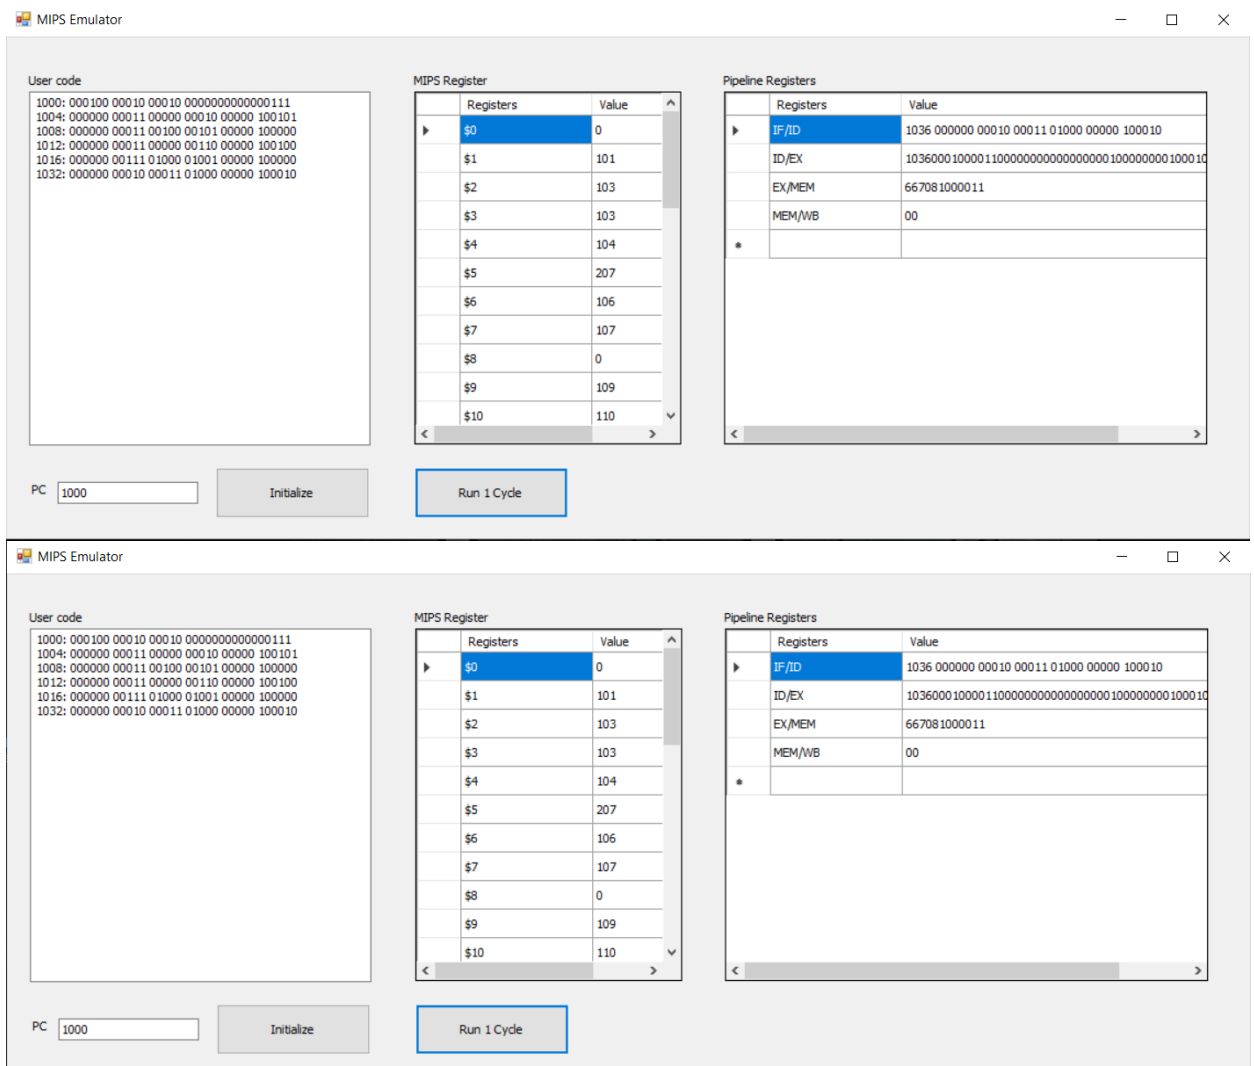 MIPS Emulator
User code
MIPS Register
Pipeline Registers
1000: 000100 00010 00010 0000000000000111
1004: 000000 00011 00000 00010 00000 100101
1008: 000000 00011 00100 00101 00000 100000
1012: 000000 00011 00000 00110 00000 100100
1016: 000000 00111 01000 01001 00000 100000
1032: 000000 00010 00011 01000 00000 100010
Registers Value
$0 0
$1 101
$2 103
$3 103
$4 104
$5 207
$6 106
$7 107
$8 0
$9 109
$10 110
Registers Value
IF/ID 1036 000000 00010 00011 01000 00000 100010
ID/EX 1036000100001100000000000000000100000000100010
EX/MEM 667081000011
MEM/WB 00
PC 1000
Initialize
Run 1 Cycle
MIPS Emulator
User code
MIPS Register
Pipeline Registers
1000: 000100 00010 00010 0000000000000111
1004: 000000 00011 00000 00010 00000 100101
1008: 000000 00011 00100 00101 00000 100000
1012: 000000 00011 00000 00110 00000 100100
1016: 000000 00111 01000 01001 00000 100000
1032: 000000 00010 00011 01000 00000 100010
Registers Value
$0 0
$1 101
$2 103
$3 103
$4 104
$5 207
$6 106
$7 107
$8 0
$9 109
$10 110
Registers Value
IF/ID 1036 000000 00010 00011 01000 00000 100010
ID/EX 1036000100001100000000000000000100000000100010
EX/MEM 667081000011
MEM/WB 00
PC 1000
Initialize
Run 1 Cycle